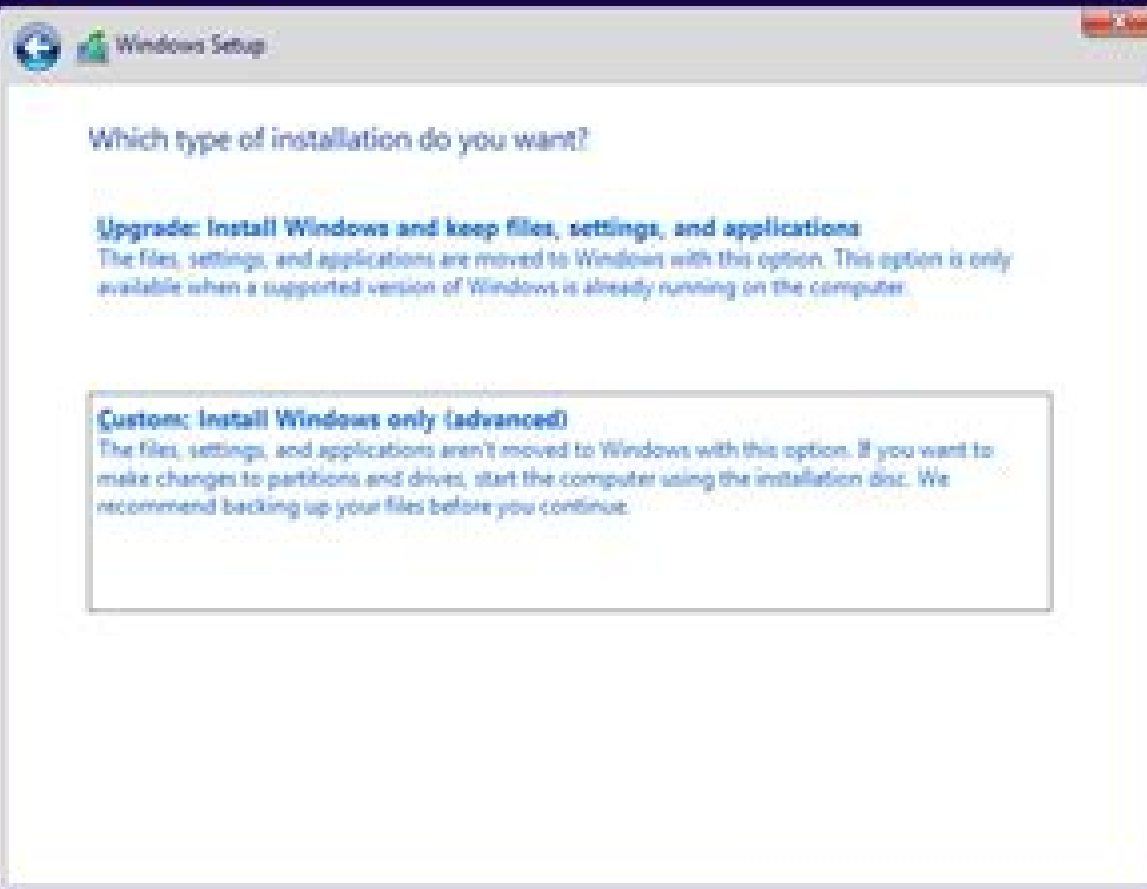 Windows Setup
Which type of installation do you want?
Upgrade: Install Windows and keep files, settings, and applications
The files, settings, and applications are moved to Windows with this option. This option is only
available when a supported version of Windows is already running on the computer.
Custom: Install Windows only (advanced)
The files, settings, and applications aren't moved to Windows with this option. If you want to
make changes to partitions and drives, start the computer using the installation disc. We
recommend backing up your files before you continue.